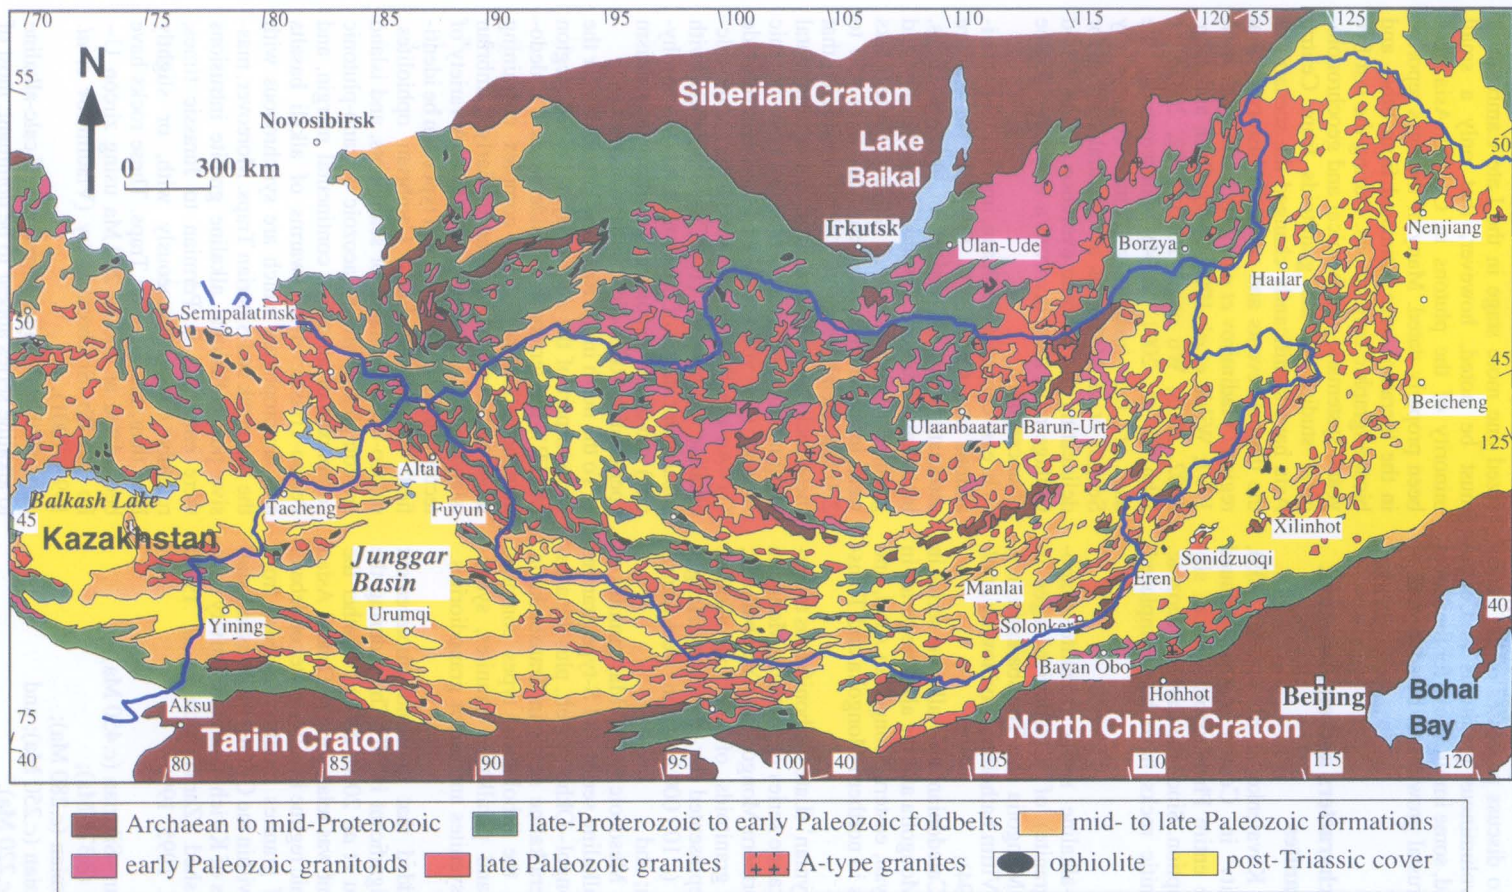 70 75 80 85 90 95 100 105 110 115 120 55 125
N
55
Novosibirsk
0 300 km
Siberian Craton
Lake
Baikal
50
Irkutsk
Ulan-Ude
Borzya
Nenjiang
Hailar
Semipalatinsk
50
45
Beicheng
Ulaanbaatar
Barun-Urt
125
Altai
Balkash Lake
Tacheng
Fuyun
45
Kazakhstan
Xilinhot
Junggar
Basin
Sonidzuoqi
Eren
Manlai
Urumqi
Yining
Solonker
40
Bayan Obo
Hohhot
Beijing
Bohai
Bay
Aksu
75
Tarim Craton
North China Craton
40
80 85 90 95 100 40 105 110 115 120
Archaean to mid-Proterozoic
late-Proterozoic to early Paleozoic foldbelts
mid- to late Paleozoic formations
early Paleozoic granitoids
late Paleozoic granites
A-type granites
ophiolite
post-Triassic cover